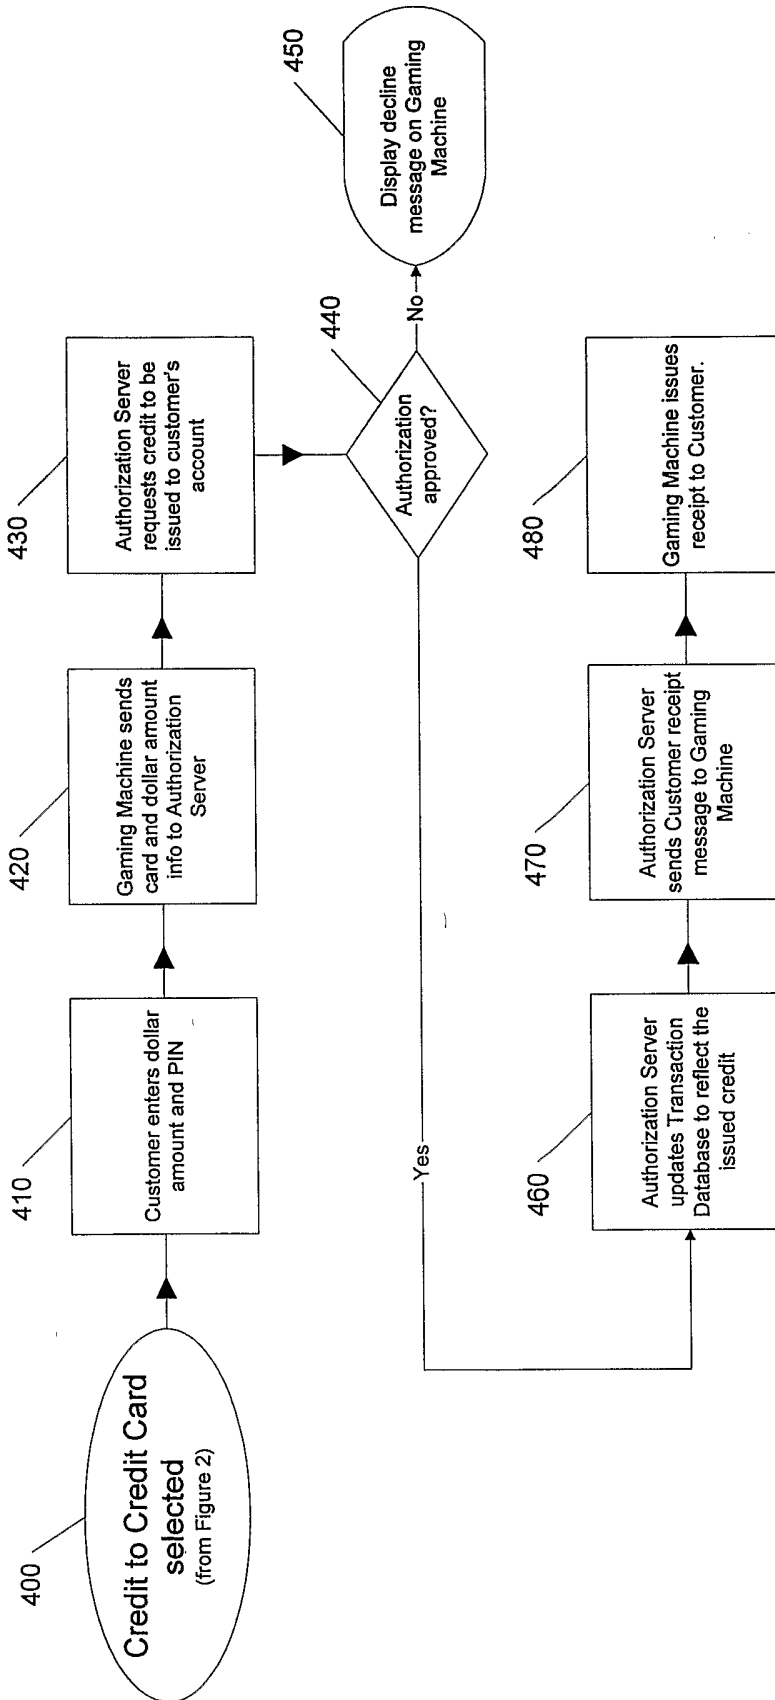 400
Credit to Credit Card
selected
(from Figure 2)
410
Customer enters dollar
amount and PIN
420
Gaming Machine sends
card and dollar amount
info to Authorization
Server
430
Authorization Server
requests credit to be
issued to customer's
account
440
Authorization
approved?
No
450
Display decline
message on Gaming
Machine
Yes
460
Authorization Server
updates Transaction
Database to reflect the
issued credit
470
Authorization Server
sends Customer receipt
message to Gaming
Machine
480
Gaming Machine issues
receipt to Customer.